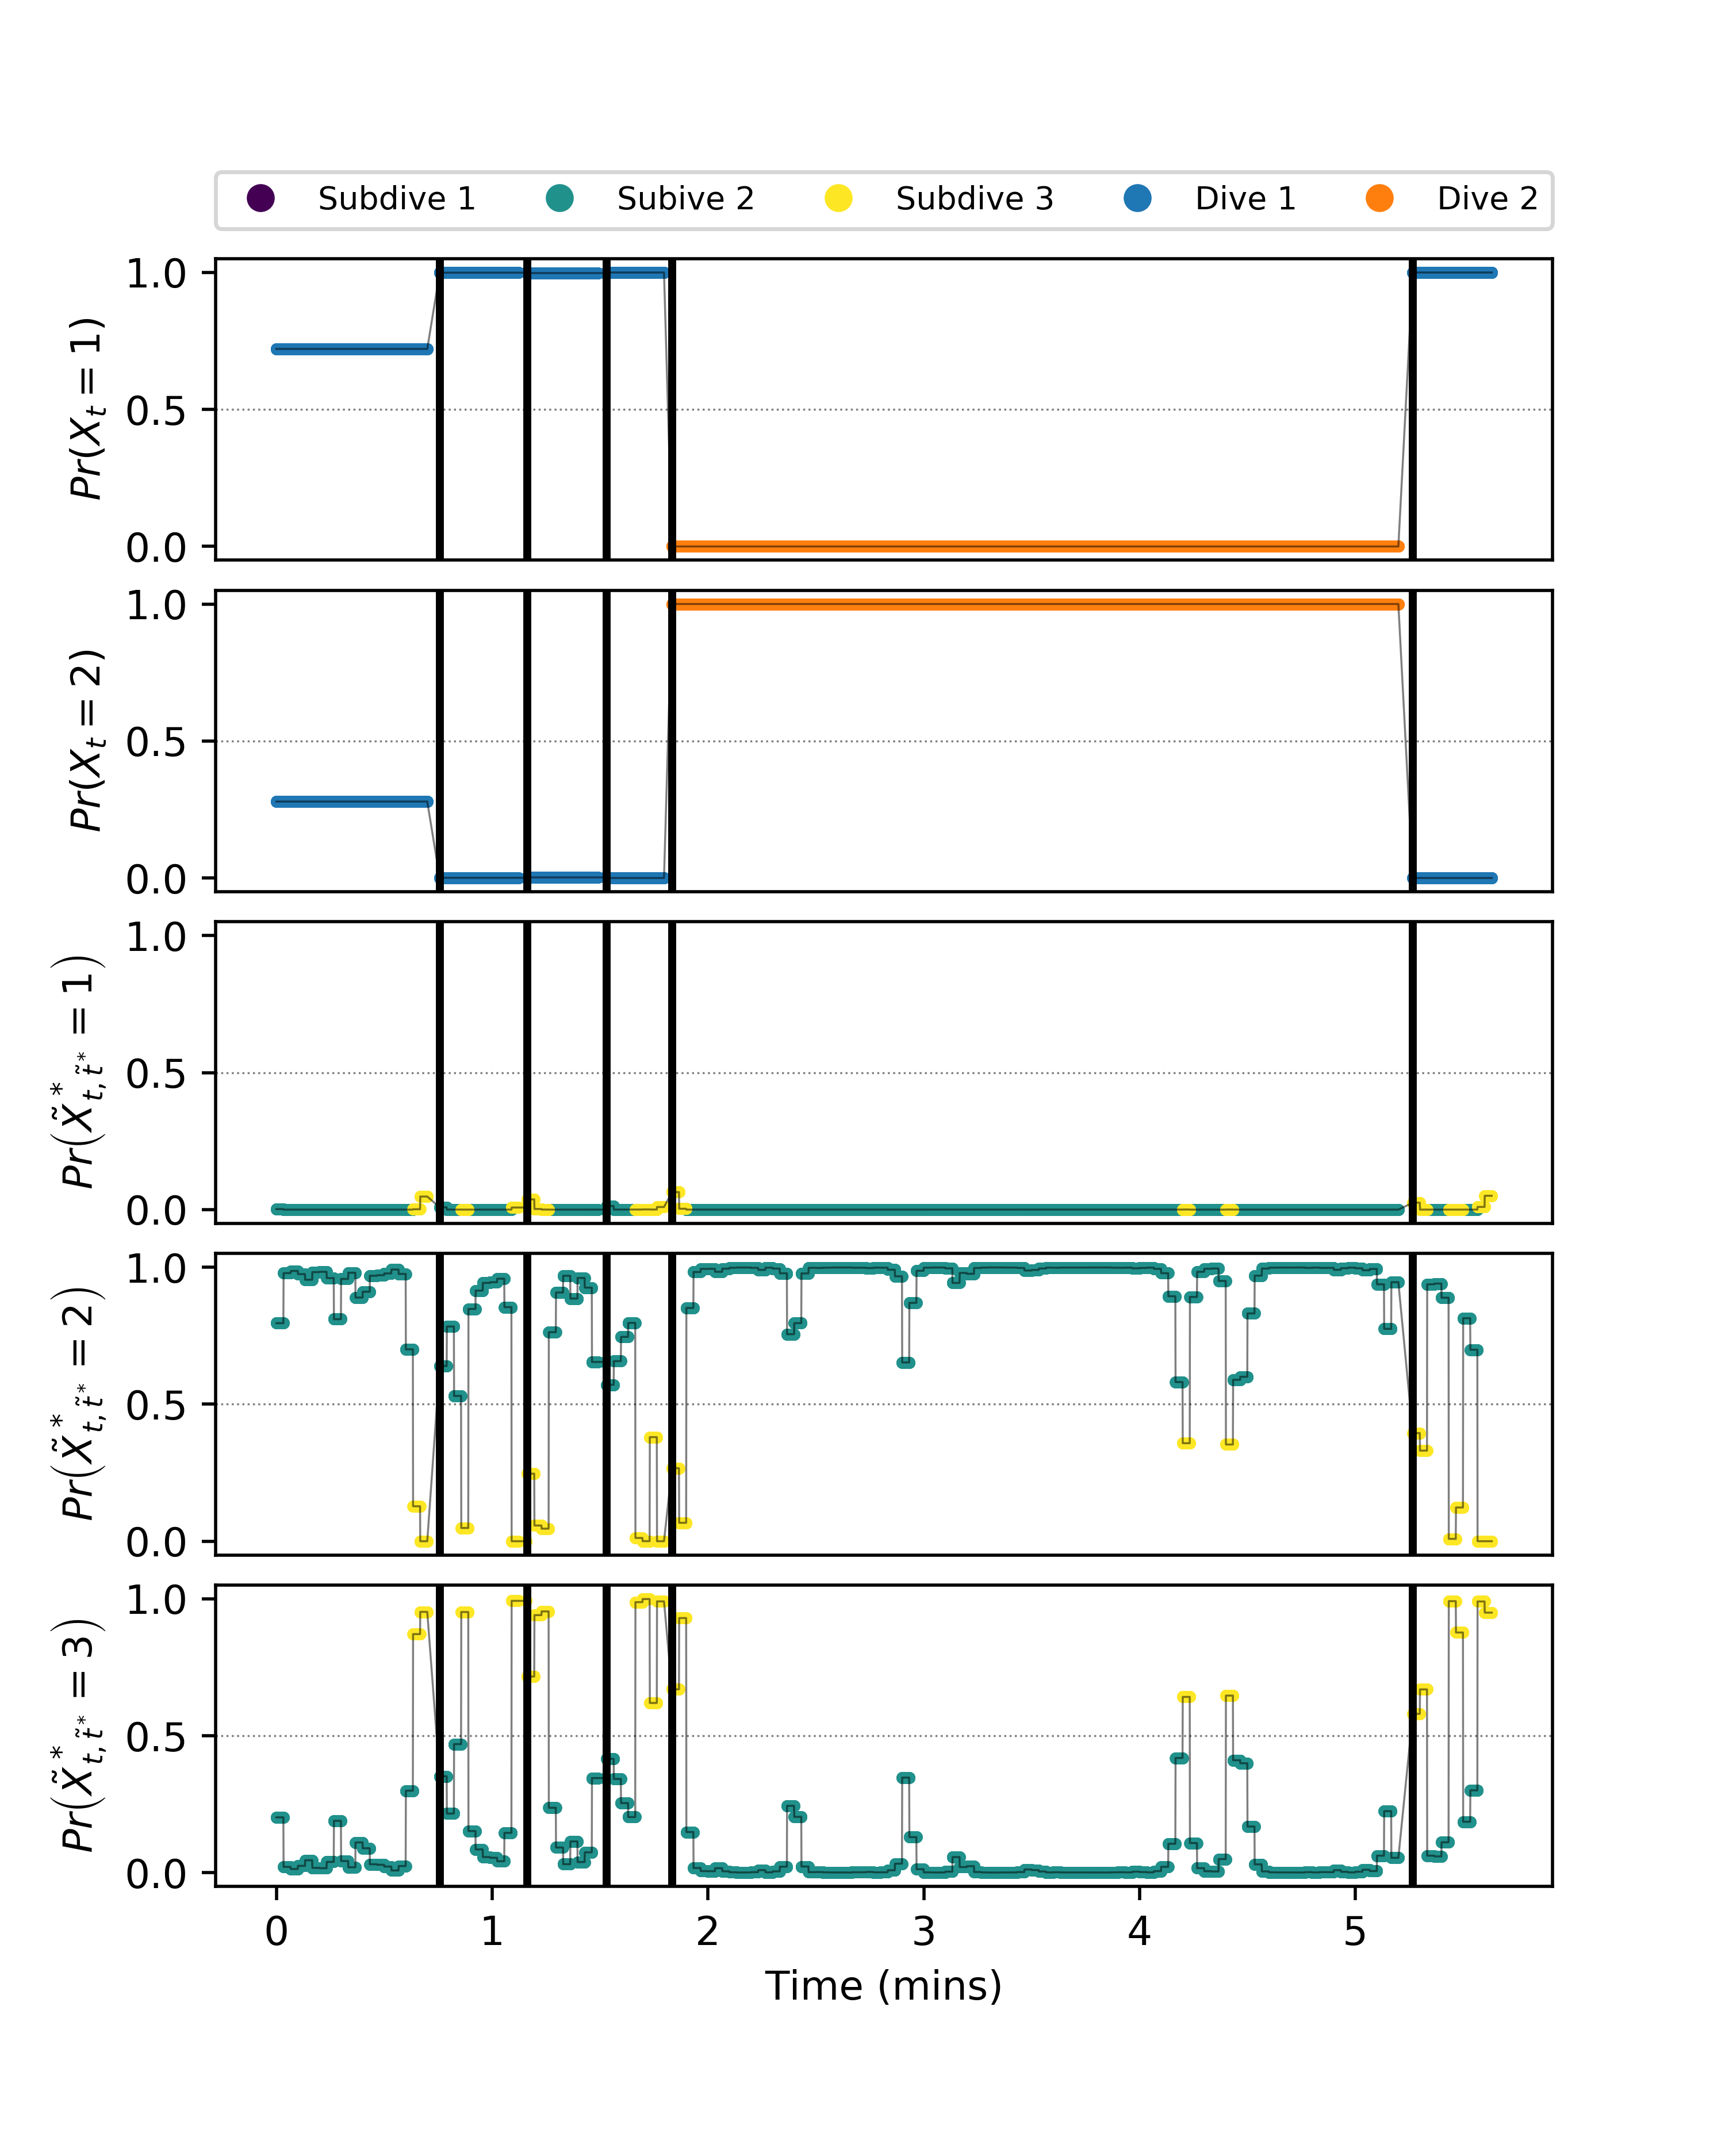 Subdive 1 Subive 2 Subdive 3 Dive 1 Dive 2
1.0
0.5
0.0
Pr(X_t = 1)
1.0
0.5
0.0
Pr(X_t = 2)
1.0
0.5
0.0
Pr(X̃*_{t, t̃*} = 1)
1.0
0.5
0.0
Pr(X̃*_{t, t̃*} = 2)
1.0
0.5
0.0
Pr(X̃*_{t, t̃*} = 3)
0 1 2 3 4 5
Time (mins)